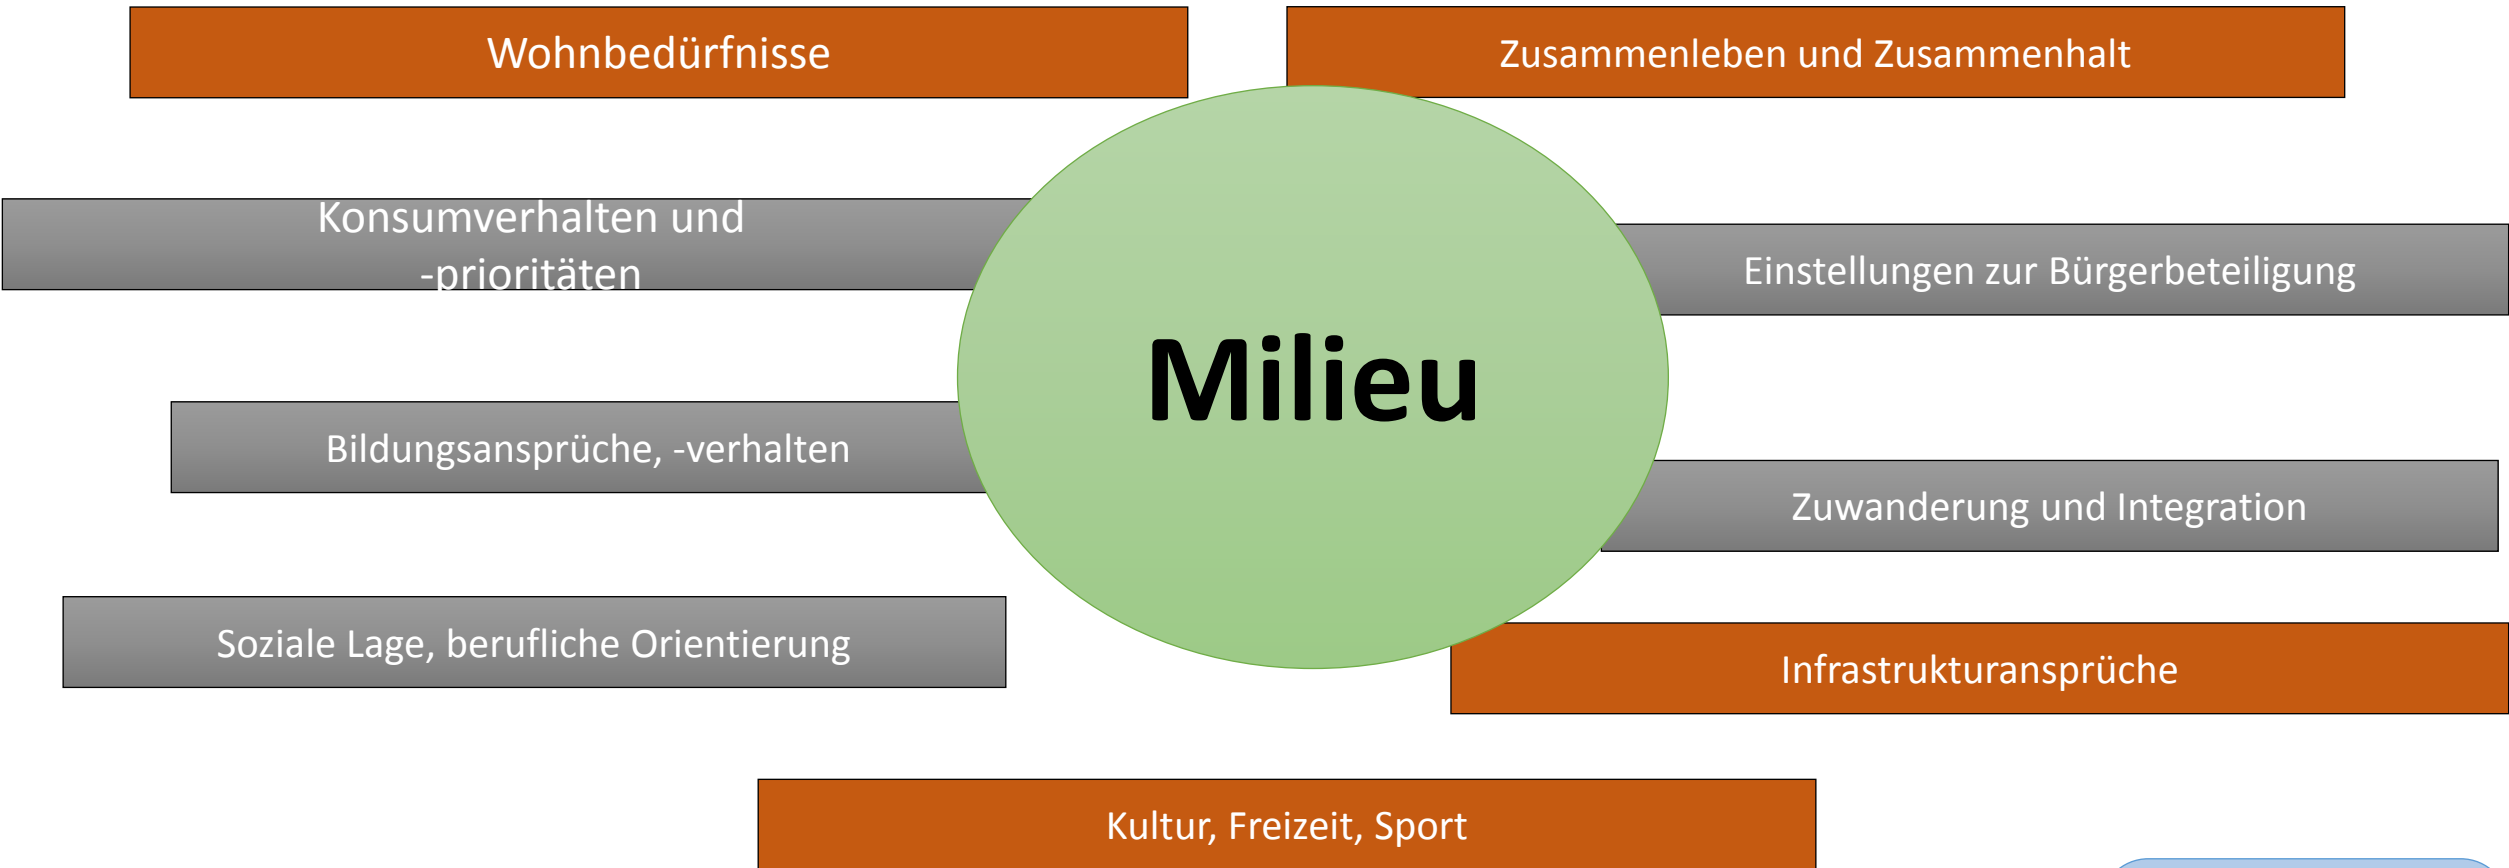 Wohnbedürfnisse
Zusammenleben und Zusammenhalt
Konsumverhalten und
-prioritäten
Einstellungen zur Bürgerbeteiligung
Milieu
Bildungsansprüche, -verhalten
Zuwanderung und Integration
Soziale Lage, berufliche Orientierung
Infrastrukturansprüche
Kultur, Freizeit, Sport